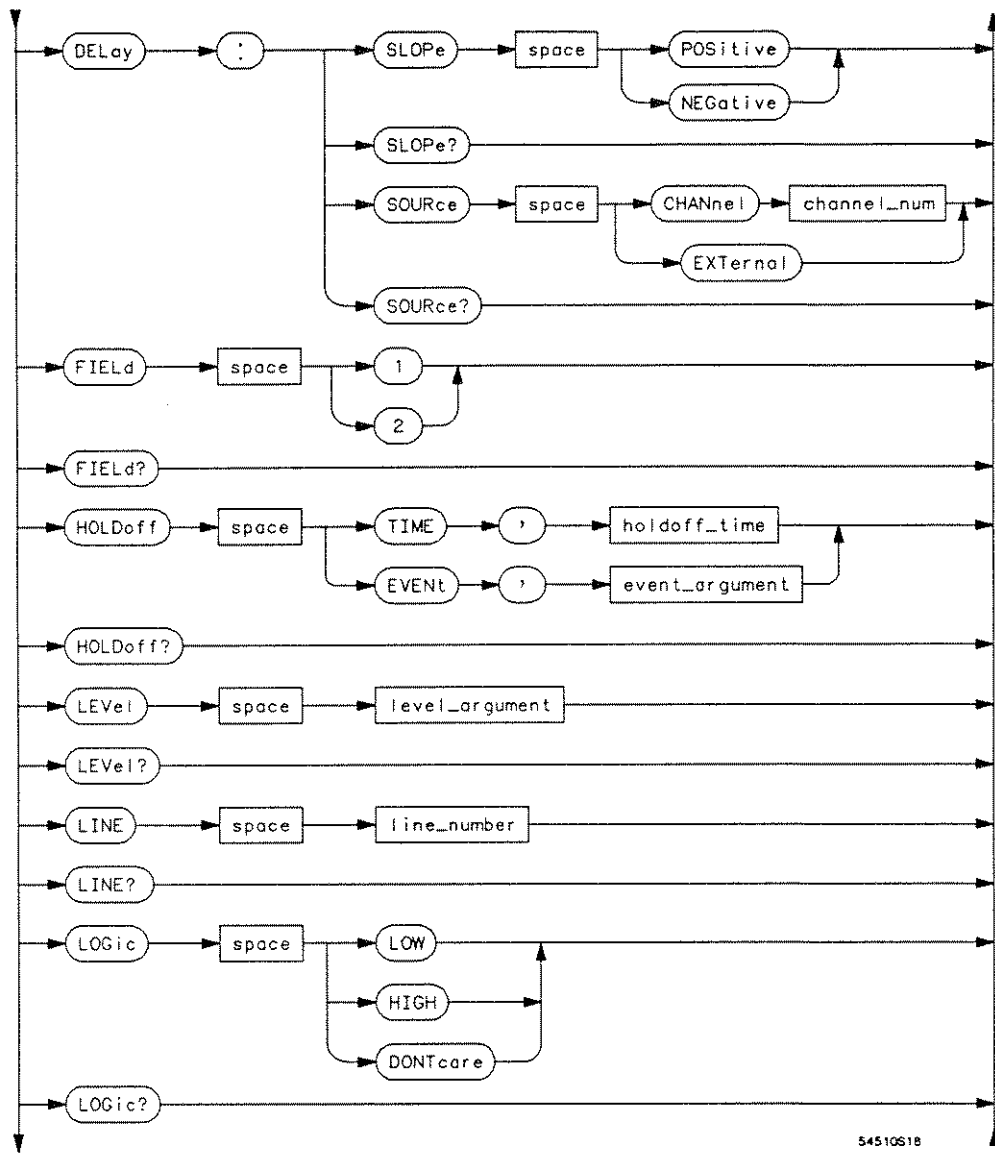 DELay : SLOPe space POSitive
NEGative
SLOPe?
SOURce space CHANnel channel_num
EXTernal
SOURce?
FIELd space 1
2
FIELd?
HOLDoff space TIME , holdoff_time
EVENt , event_argument
HOLDoff?
LEVel space level_argument
LEVel?
LINE space line_number
LINE?
LOGic space LOW
HIGH
DONTcare
LOGic?
54510S18